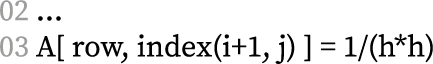 02 ...
03 A[ row, index(i+1, j) ] = 1/(h*h)